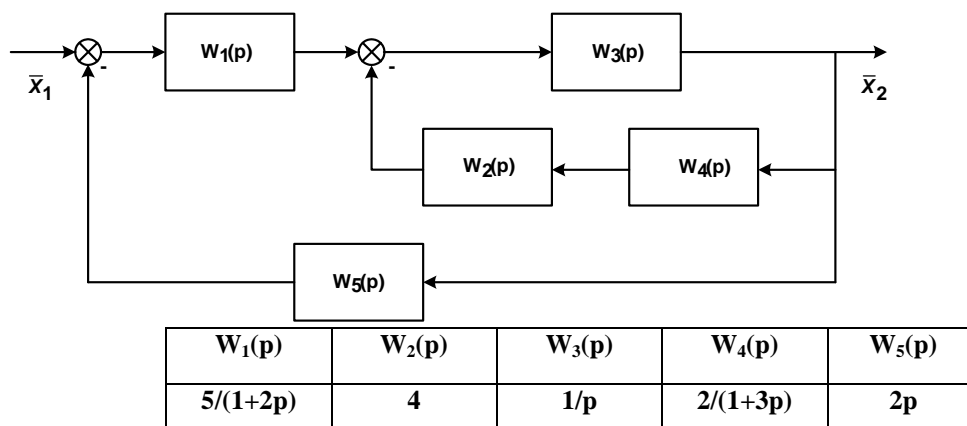 W₁(p)
W₃(p)
-
-
x̅₁
x̅₂
W₂(p)
W₄(p)
W₅(p)
W₁(p) W₂(p) W₃(p) W₄(p) W₅(p)
5/(1+2p) 4 1/p 2/(1+3p) 2p